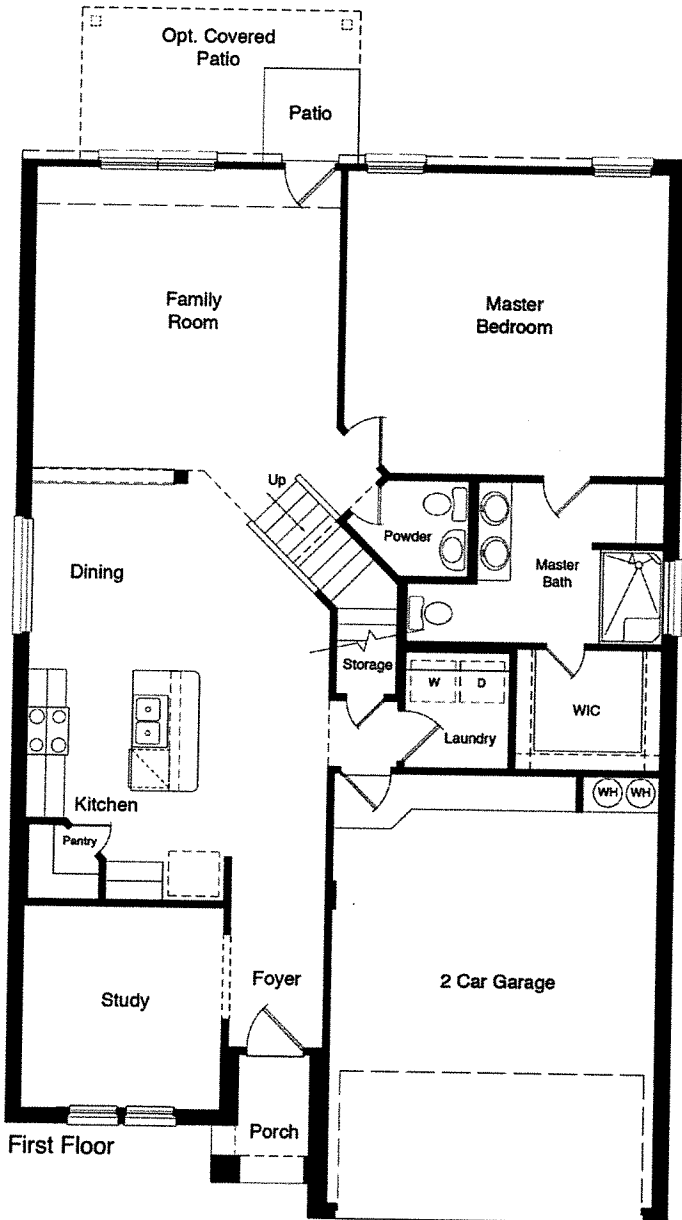 Opt. Covered
Patio
Patio
Family
Room
Master
Bedroom
Up
Powder
Dining
Master
Bath
Storage
W
D
WIC
Laundry
Kitchen
WH
WH
Pantry
Foyer
2 Car Garage
Study
Porch
First Floor